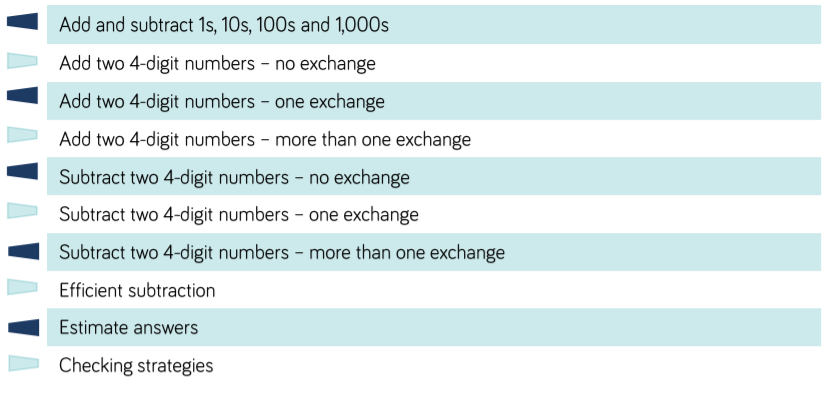 Add and subtract 1s, 10s, 100s and 1,000s
Add two 4-digit numbers – no exchange
Add two 4-digit numbers – one exchange
Add two 4-digit numbers – more than one exchange
Subtract two 4-digit numbers – no exchange
Subtract two 4-digit numbers – one exchange
Subtract two 4-digit numbers – more than one exchange
Efficient subtraction
Estimate answers
Checking strategies